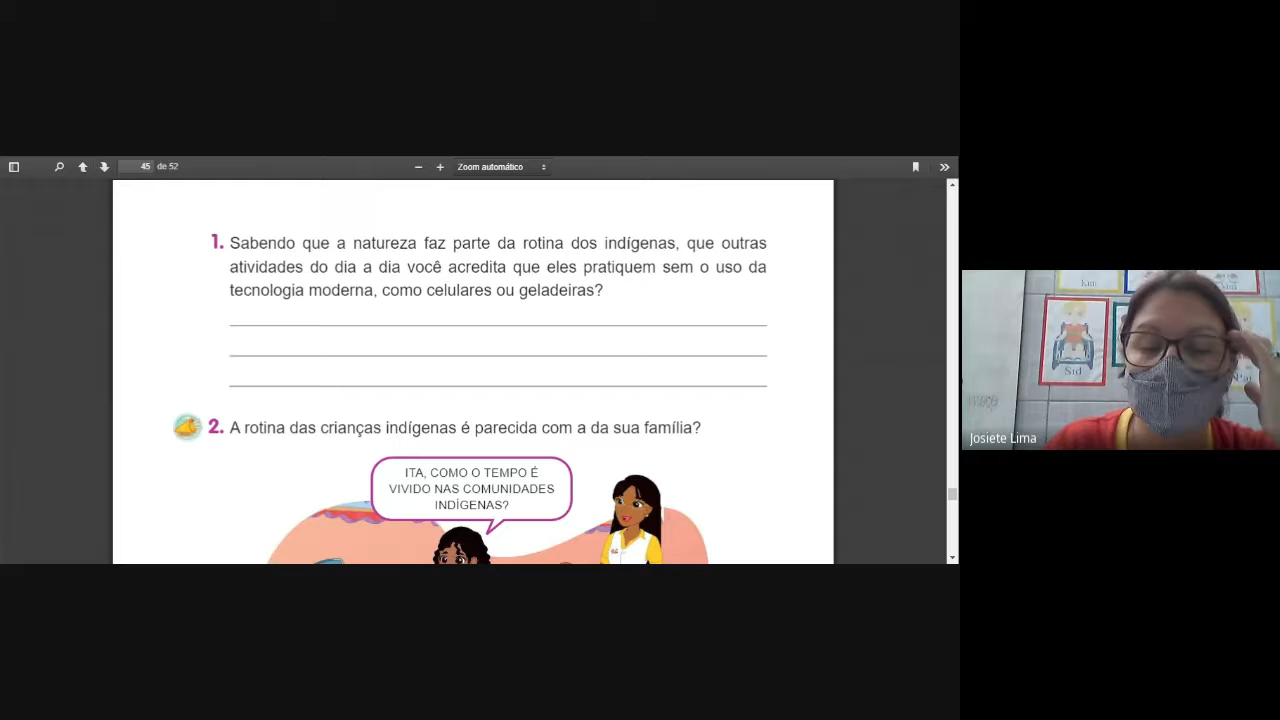 45 de 52
Zoom automático
1. Sabendo que a natureza faz parte da rotina dos indígenas, que outras
atividades do dia a dia você acredita que eles pratiquem sem o uso da
tecnologia moderna, como celulares ou geladeiras?
2. A rotina das crianças indígenas é parecida com a da sua família?
ITA, COMO O TEMPO É
VIVIDO NAS COMUNIDADES
INDÍGENAS?
Kim
Sid
Josiete Lima